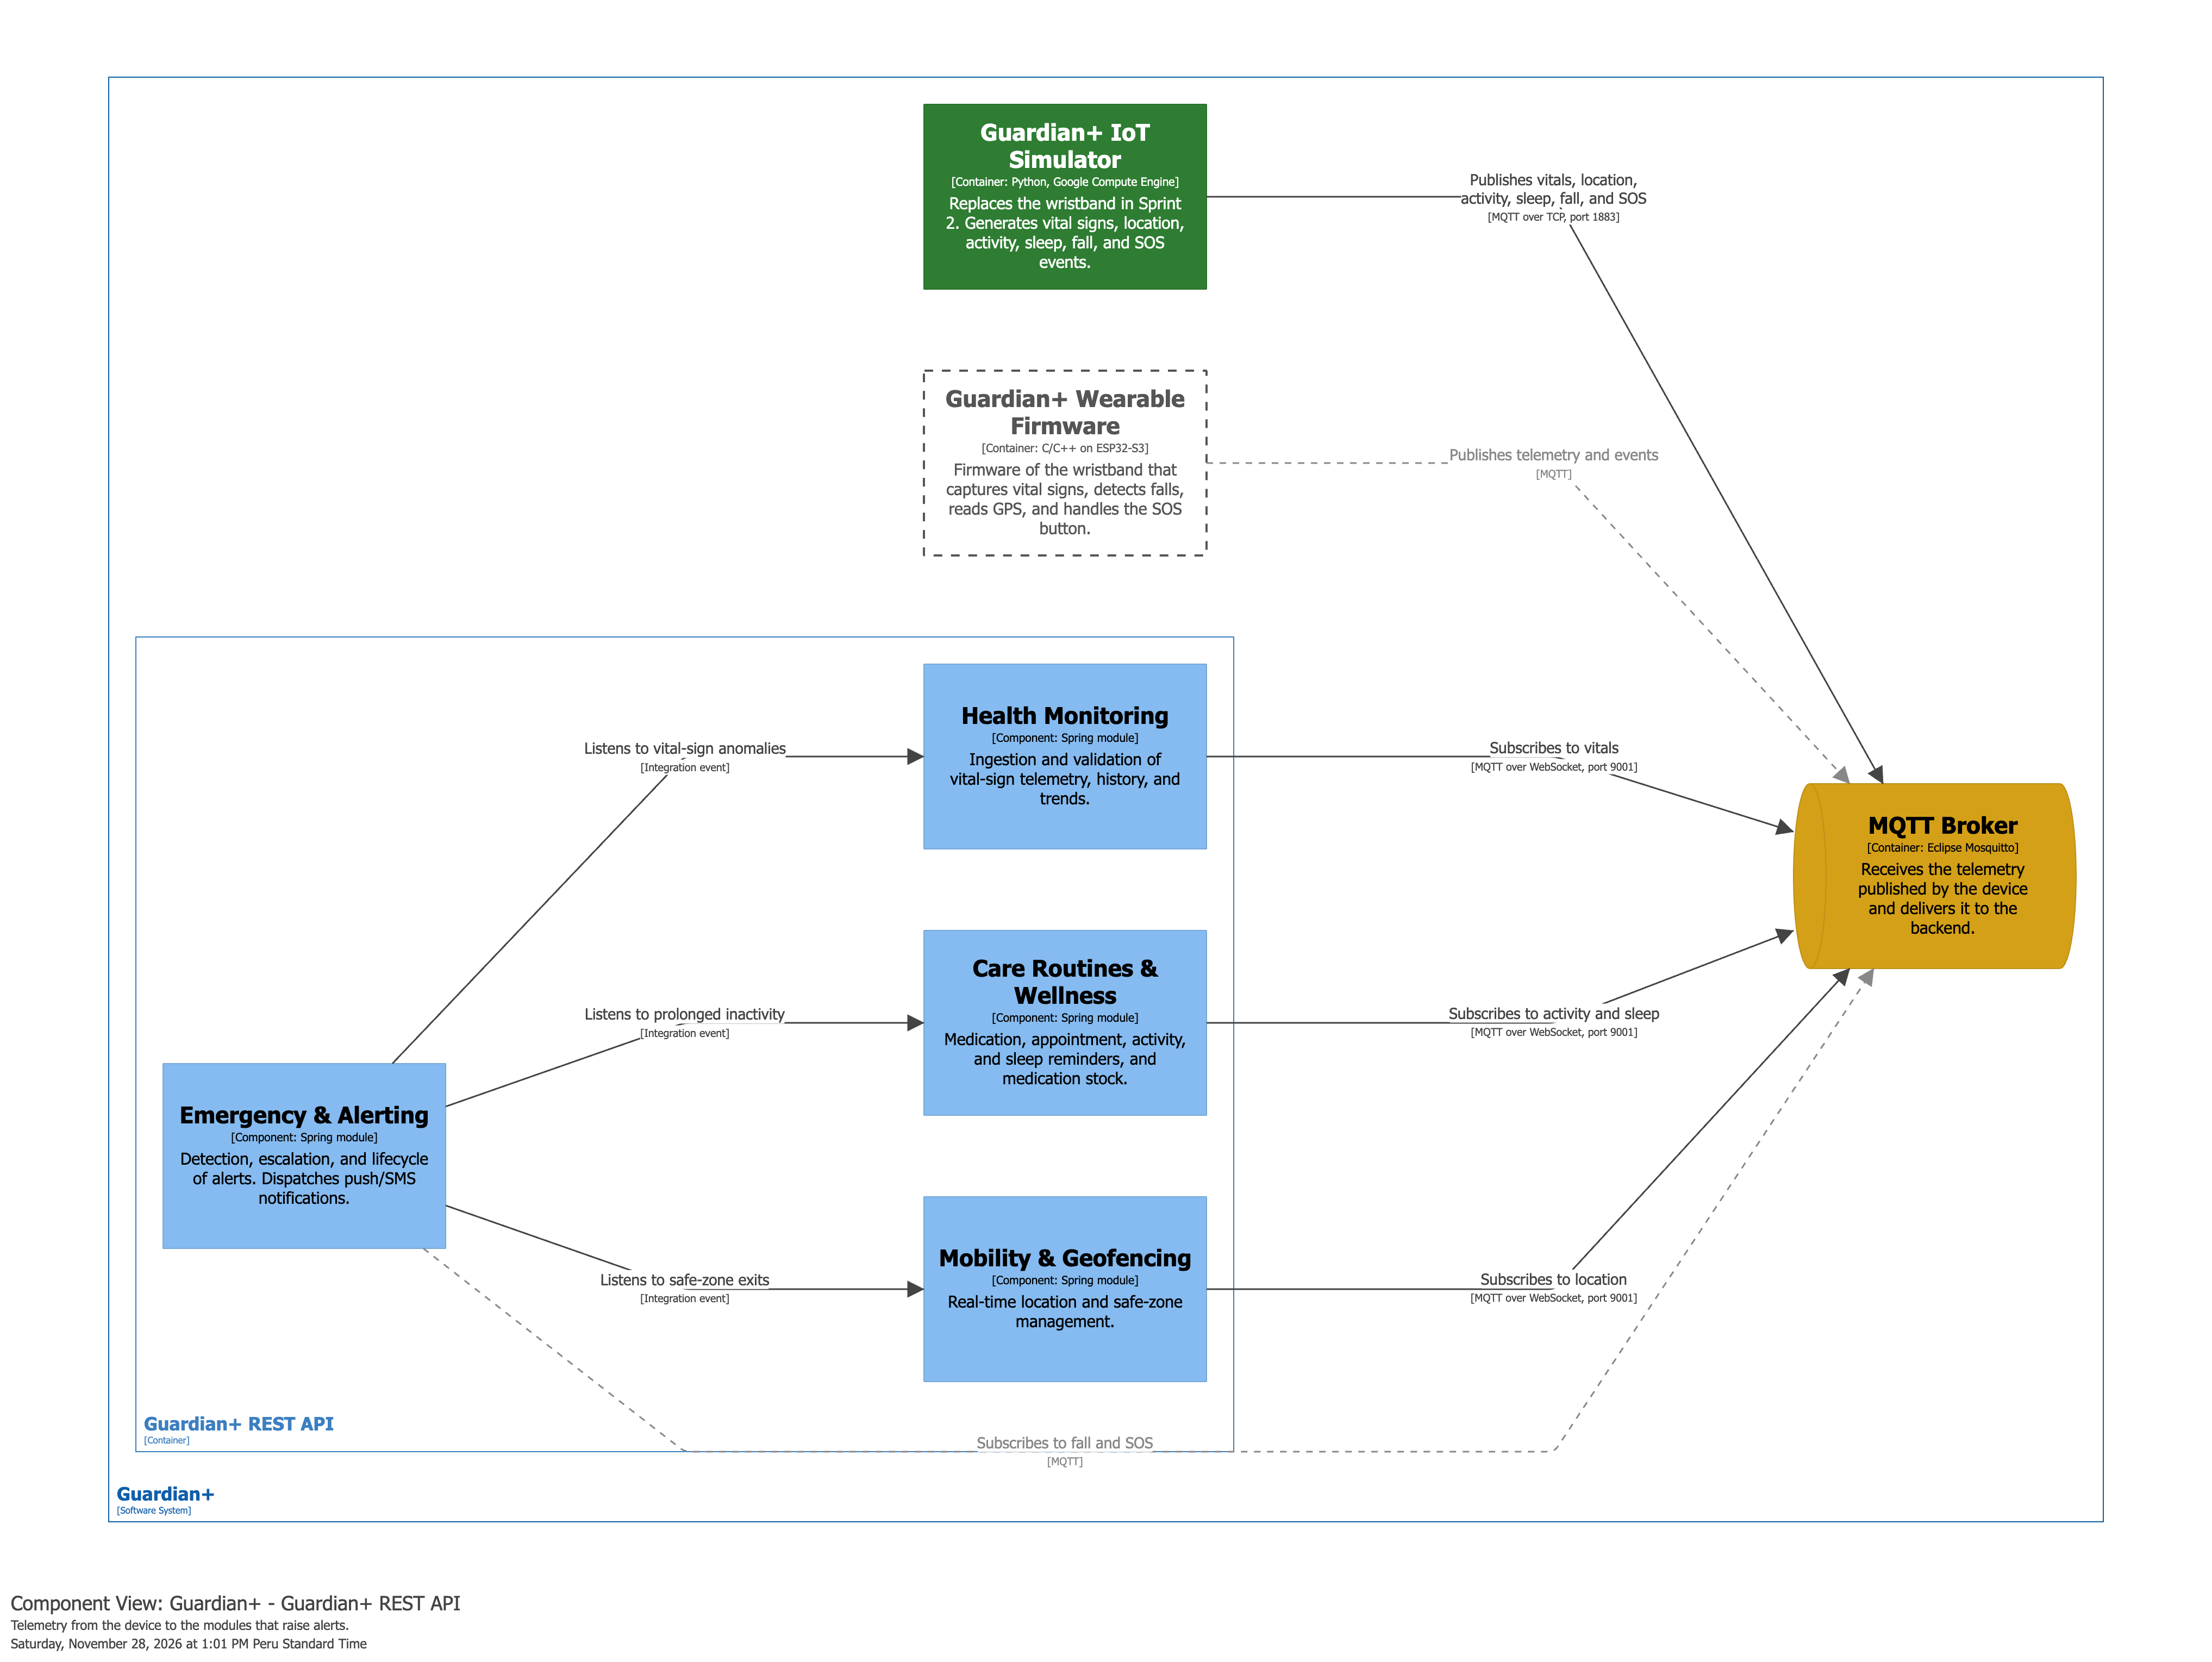 Guardian+ IoT
Simulator
[Container: Python, Google Compute Engine]
Replaces the wristband in Sprint
2. Generates vital signs, location,
activity, sleep, fall, and SOS
events.
Publishes vitals, location,
activity, sleep, fall, and SOS
[MQTT over TCP, port 1883]
Guardian+ Wearable
Firmware
[Container: C/C++ on ESP32-S3]
Firmware of the wristband that
captures vital signs, detects falls,
reads GPS, and handles the SOS
button.
Publishes telemetry and events
[MQTT]
Health Monitoring
[Component: Spring module]
Ingestion and validation of
vital-sign telemetry, history, and
trends.
Listens to vital-sign anomalies
[Integration event]
Subscribes to vitals
[MQTT over WebSocket, port 9001]
MQTT Broker
[Container: Eclipse Mosquitto]
Receives the telemetry
published by the device
and delivers it to the
backend.
Care Routines &
Wellness
[Component: Spring module]
Medication, appointment, activity,
and sleep reminders, and
medication stock.
Listens to prolonged inactivity
[Integration event]
Subscribes to activity and sleep
[MQTT over WebSocket, port 9001]
Emergency & Alerting
[Component: Spring module]
Detection, escalation, and lifecycle
of alerts. Dispatches push/SMS
notifications.
Mobility & Geofencing
[Component: Spring module]
Real-time location and safe-zone
management.
Listens to safe-zone exits
[Integration event]
Subscribes to location
[MQTT over WebSocket, port 9001]
Guardian+ REST API
[Container]
Subscribes to fall and SOS
[MQTT]
Guardian+
[Software System]
Component View: Guardian+ - Guardian+ REST API
Telemetry from the device to the modules that raise alerts.
Saturday, November 28, 2026 at 1:01 PM Peru Standard Time